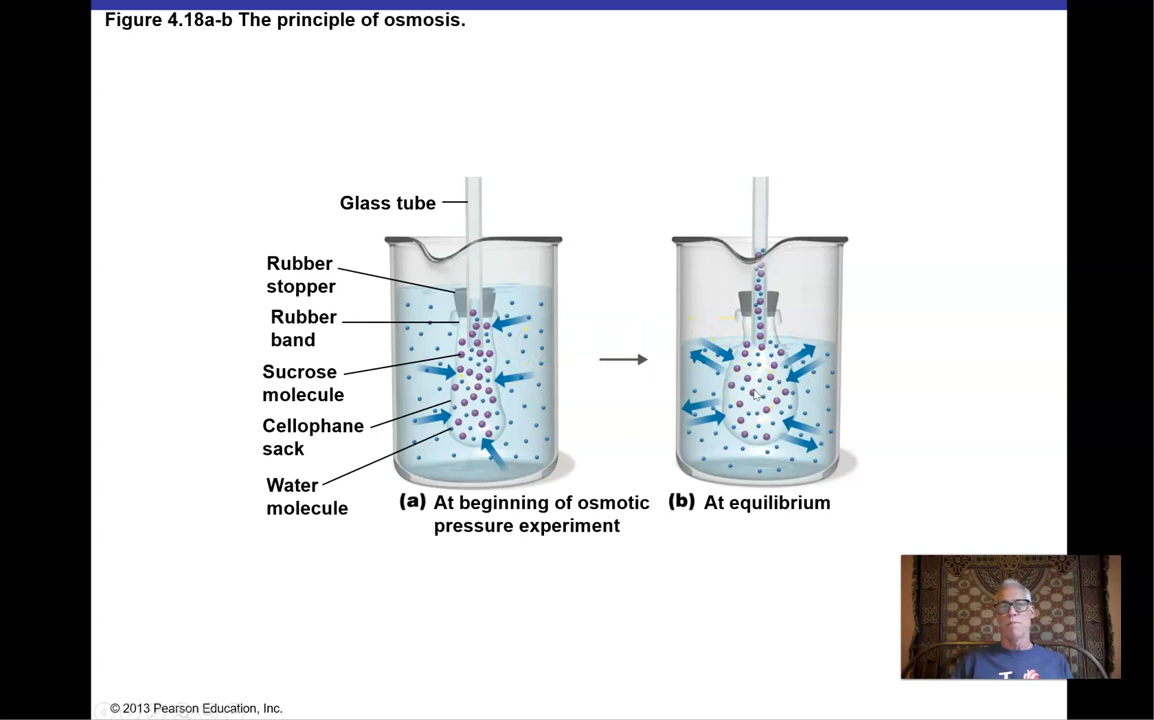 Figure 4.18a-b The principle of osmosis.
Glass tube
Rubber
stopper
Rubber
band
Sucrose
molecule
Cellophane
sack
Water
molecule
(a) At beginning of osmotic
pressure experiment
(b) At equilibrium
© 2013 Pearson Education, Inc.